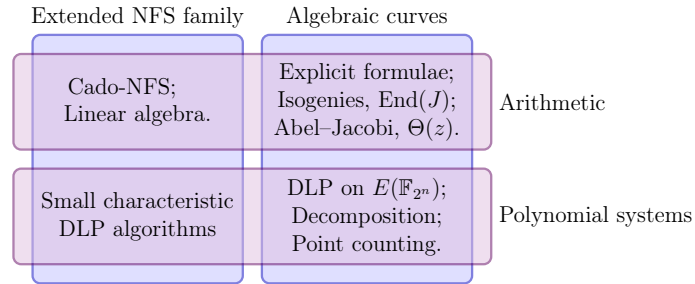 Extended NFS family
Algebraic curves
Cado-NFS;
Linear algebra.
Explicit formulae;
Isogenies, End(J);
Abel–Jacobi, Θ(z).
Arithmetic
Small characteristic
DLP algorithms
DLP on E(𝔽_{2^n});
Decomposition;
Point counting.
Polynomial systems